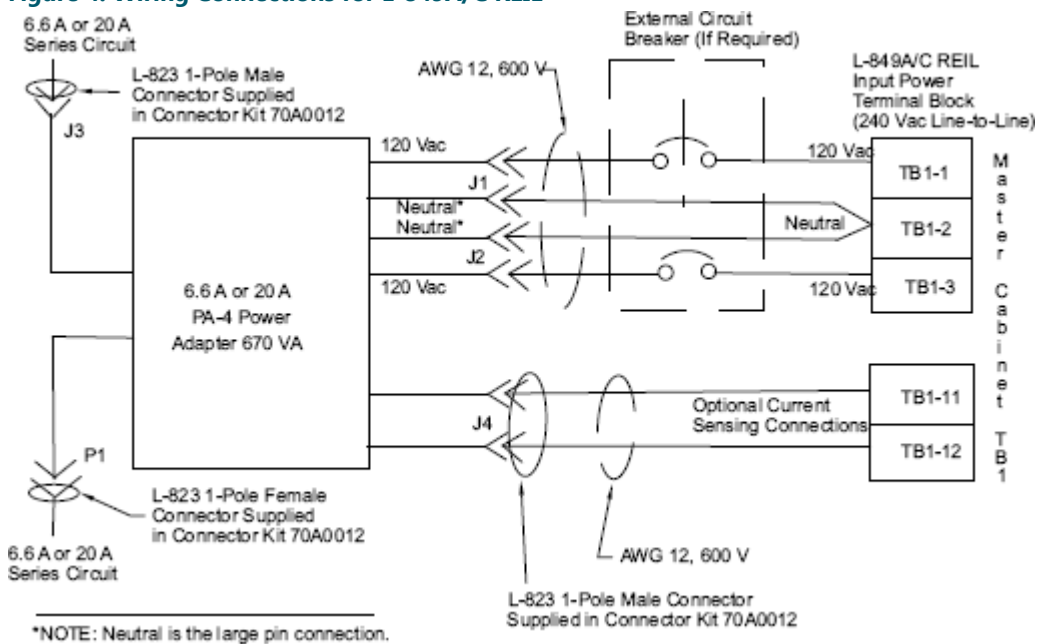 6.6 A or 20 A
Series Circuit
L-823 1-Pole Male
Connector Supplied
in Connector Kit 70A0012
J3
AWG 12, 600 V
External Circuit
Breaker (If Required)
L-849A/C REIL
Input Power
Terminal Block
(240 Vac Line-to-Line)
120 Vac
J1
Neutral*
Neutral*
J2
120 Vac
120 Vac
Neutral
120 Vac
TB1-1
TB1-2
TB1-3
6.6 A or 20 A
PA-4 Power
Adapter 670 VA
J4
Optional Current
Sensing Connections
TB1-11
TB1-12
Master Cabinet TB1
P1
L-823 1-Pole Female
Connector Supplied
in Connector Kit 70A0012
6.6 A or 20 A
Series Circuit
AWG 12, 600 V
L-823 1-Pole Male Connector
Supplied in Connector Kit 70A0012
*NOTE: Neutral is the large pin connection.